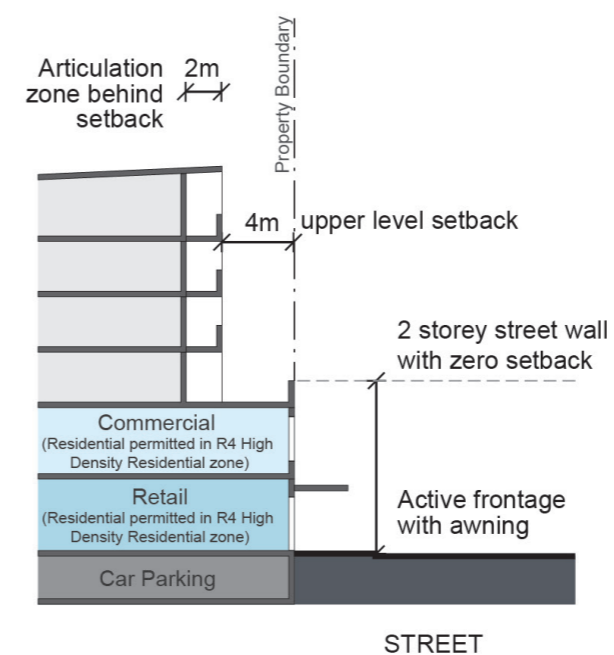 Articulation
zone behind
setback
2m
Property Boundary
4m
upper level setback
2 storey street wall
with zero setback
Commercial
(Residential permitted in R4 High
Density Residential zone)
Retail
(Residential permitted in R4 High
Density Residential zone)
Active frontage
with awning
Car Parking
STREET